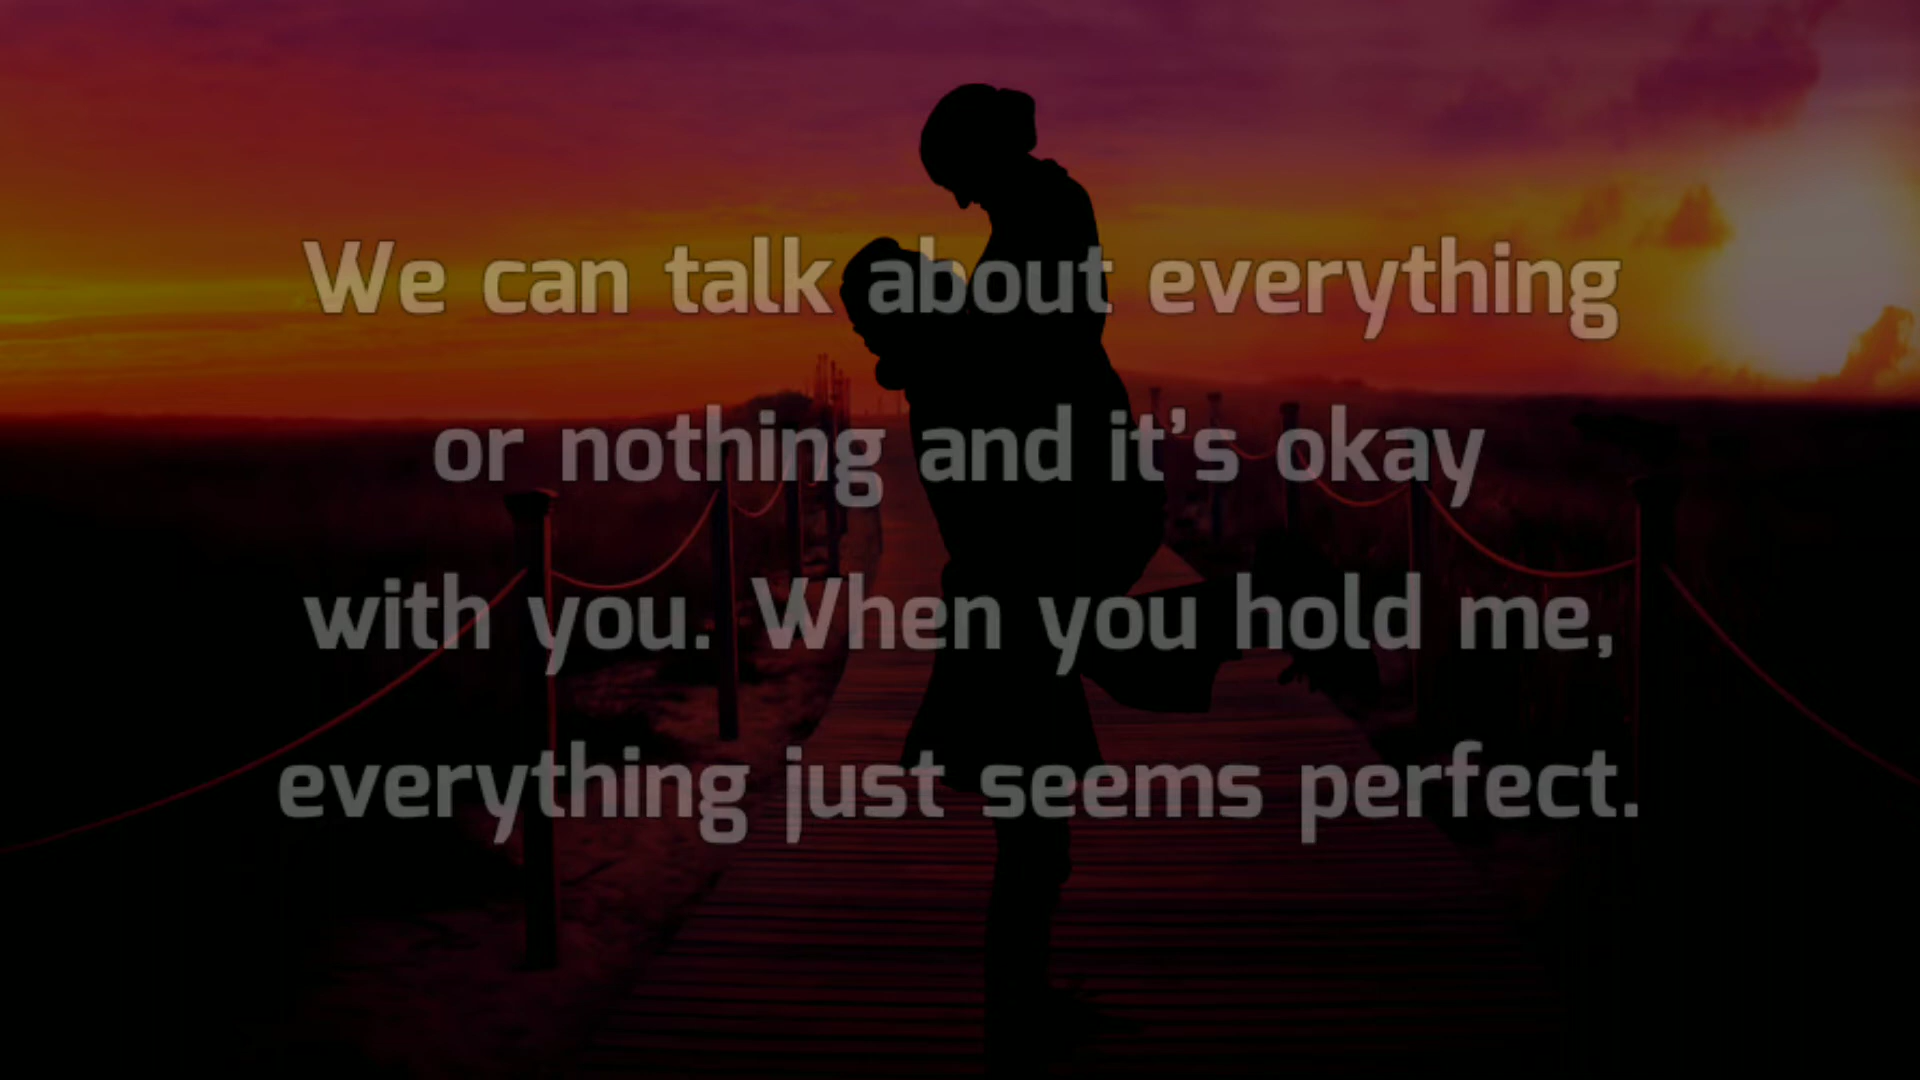 We can talk about everything
or nothing and it’s okay
with you. When you hold me,
everything just seems perfect.